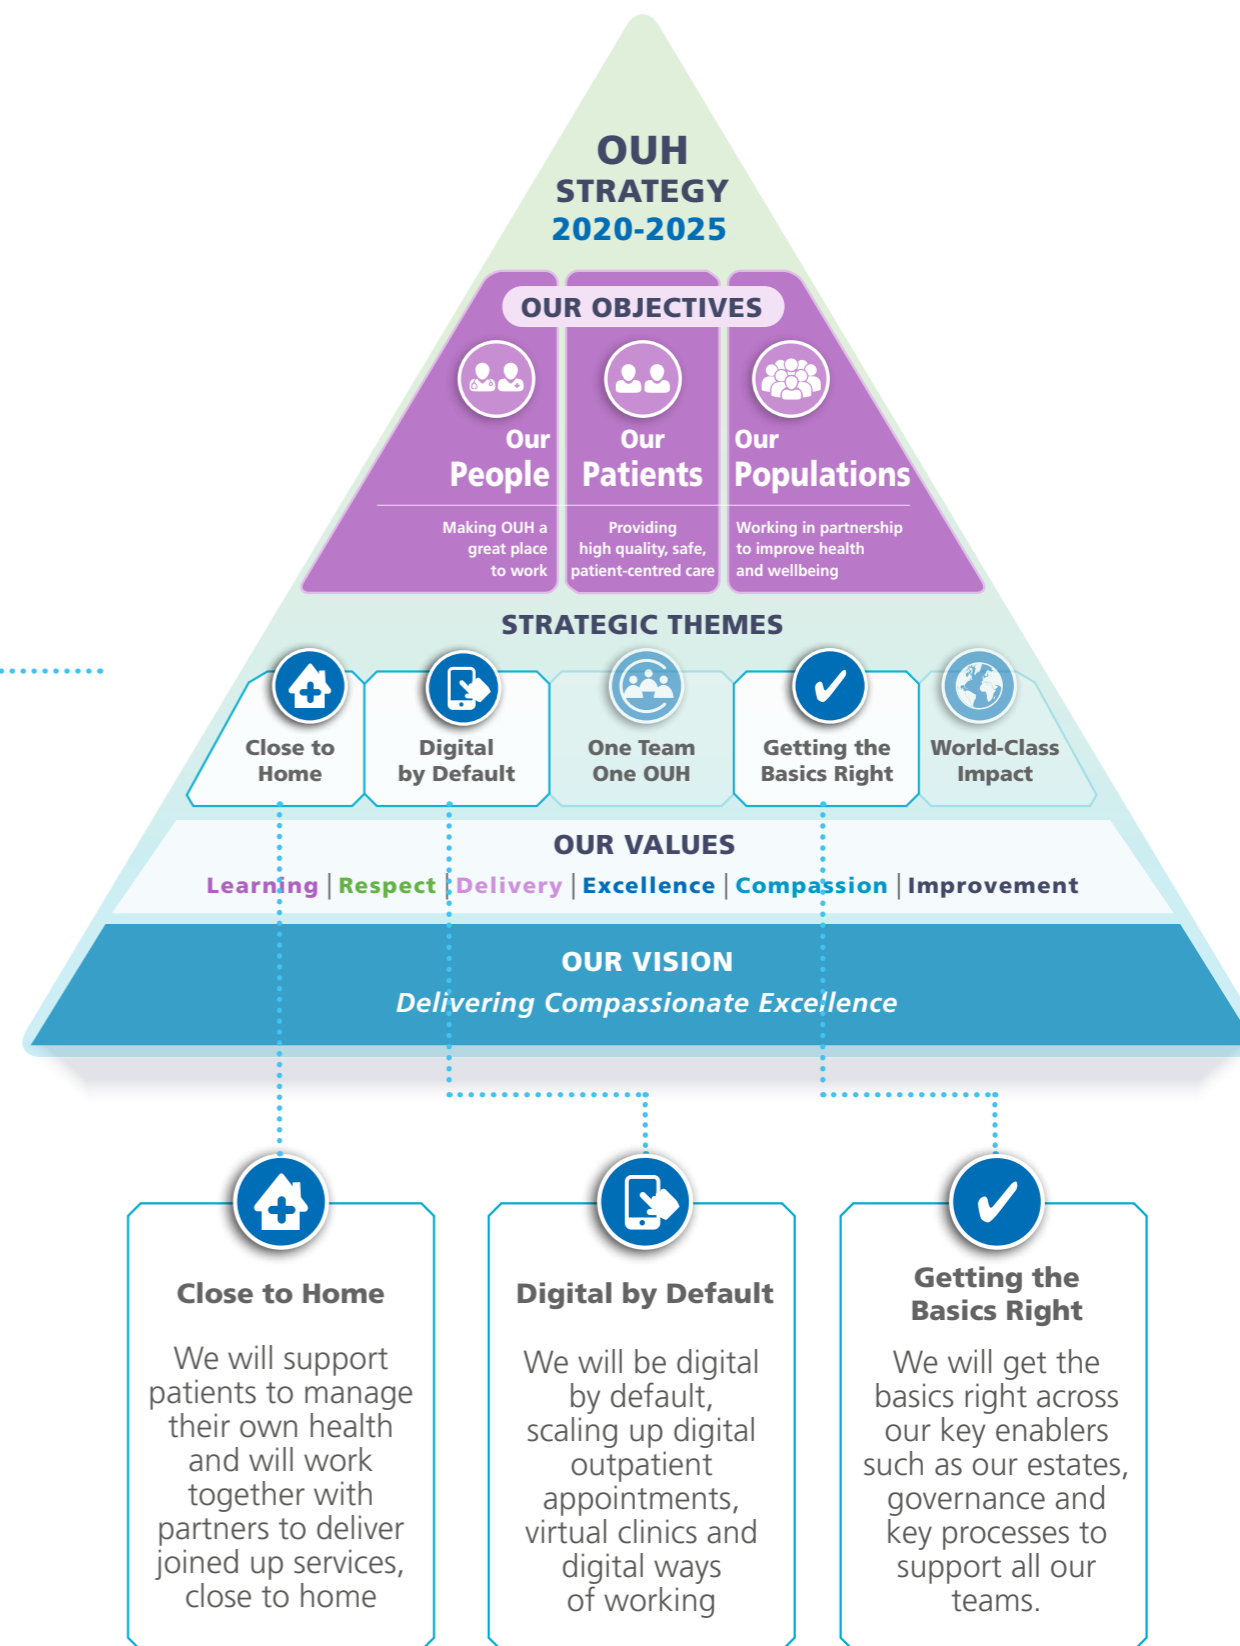 OUH
STRATEGY
2020-2025
OUR OBJECTIVES
Our
People
Making OUH a
great place
to work
Our
Patients
Providing
high quality, safe,
patient-centred care
Our
Populations
Working in partnership
to improve health
and wellbeing
STRATEGIC THEMES
Close to
Home
Digital
by Default
One Team
One OUH
Getting the
Basics Right
World-Class
Impact
OUR VALUES
Learning | Respect | Delivery | Excellence | Compassion | Improvement
OUR VISION
Delivering Compassionate Excellence
Close to Home
We will support
patients to manage
their own health
and will work
together with
partners to deliver
joined up services,
close to home
Digital by Default
We will be digital
by default,
scaling up digital
outpatient
appointments,
virtual clinics and
digital ways
of working
Getting the
Basics Right
We will get the
basics right across
our key enablers
such as our estates,
governance and
key processes to
support all our
teams.